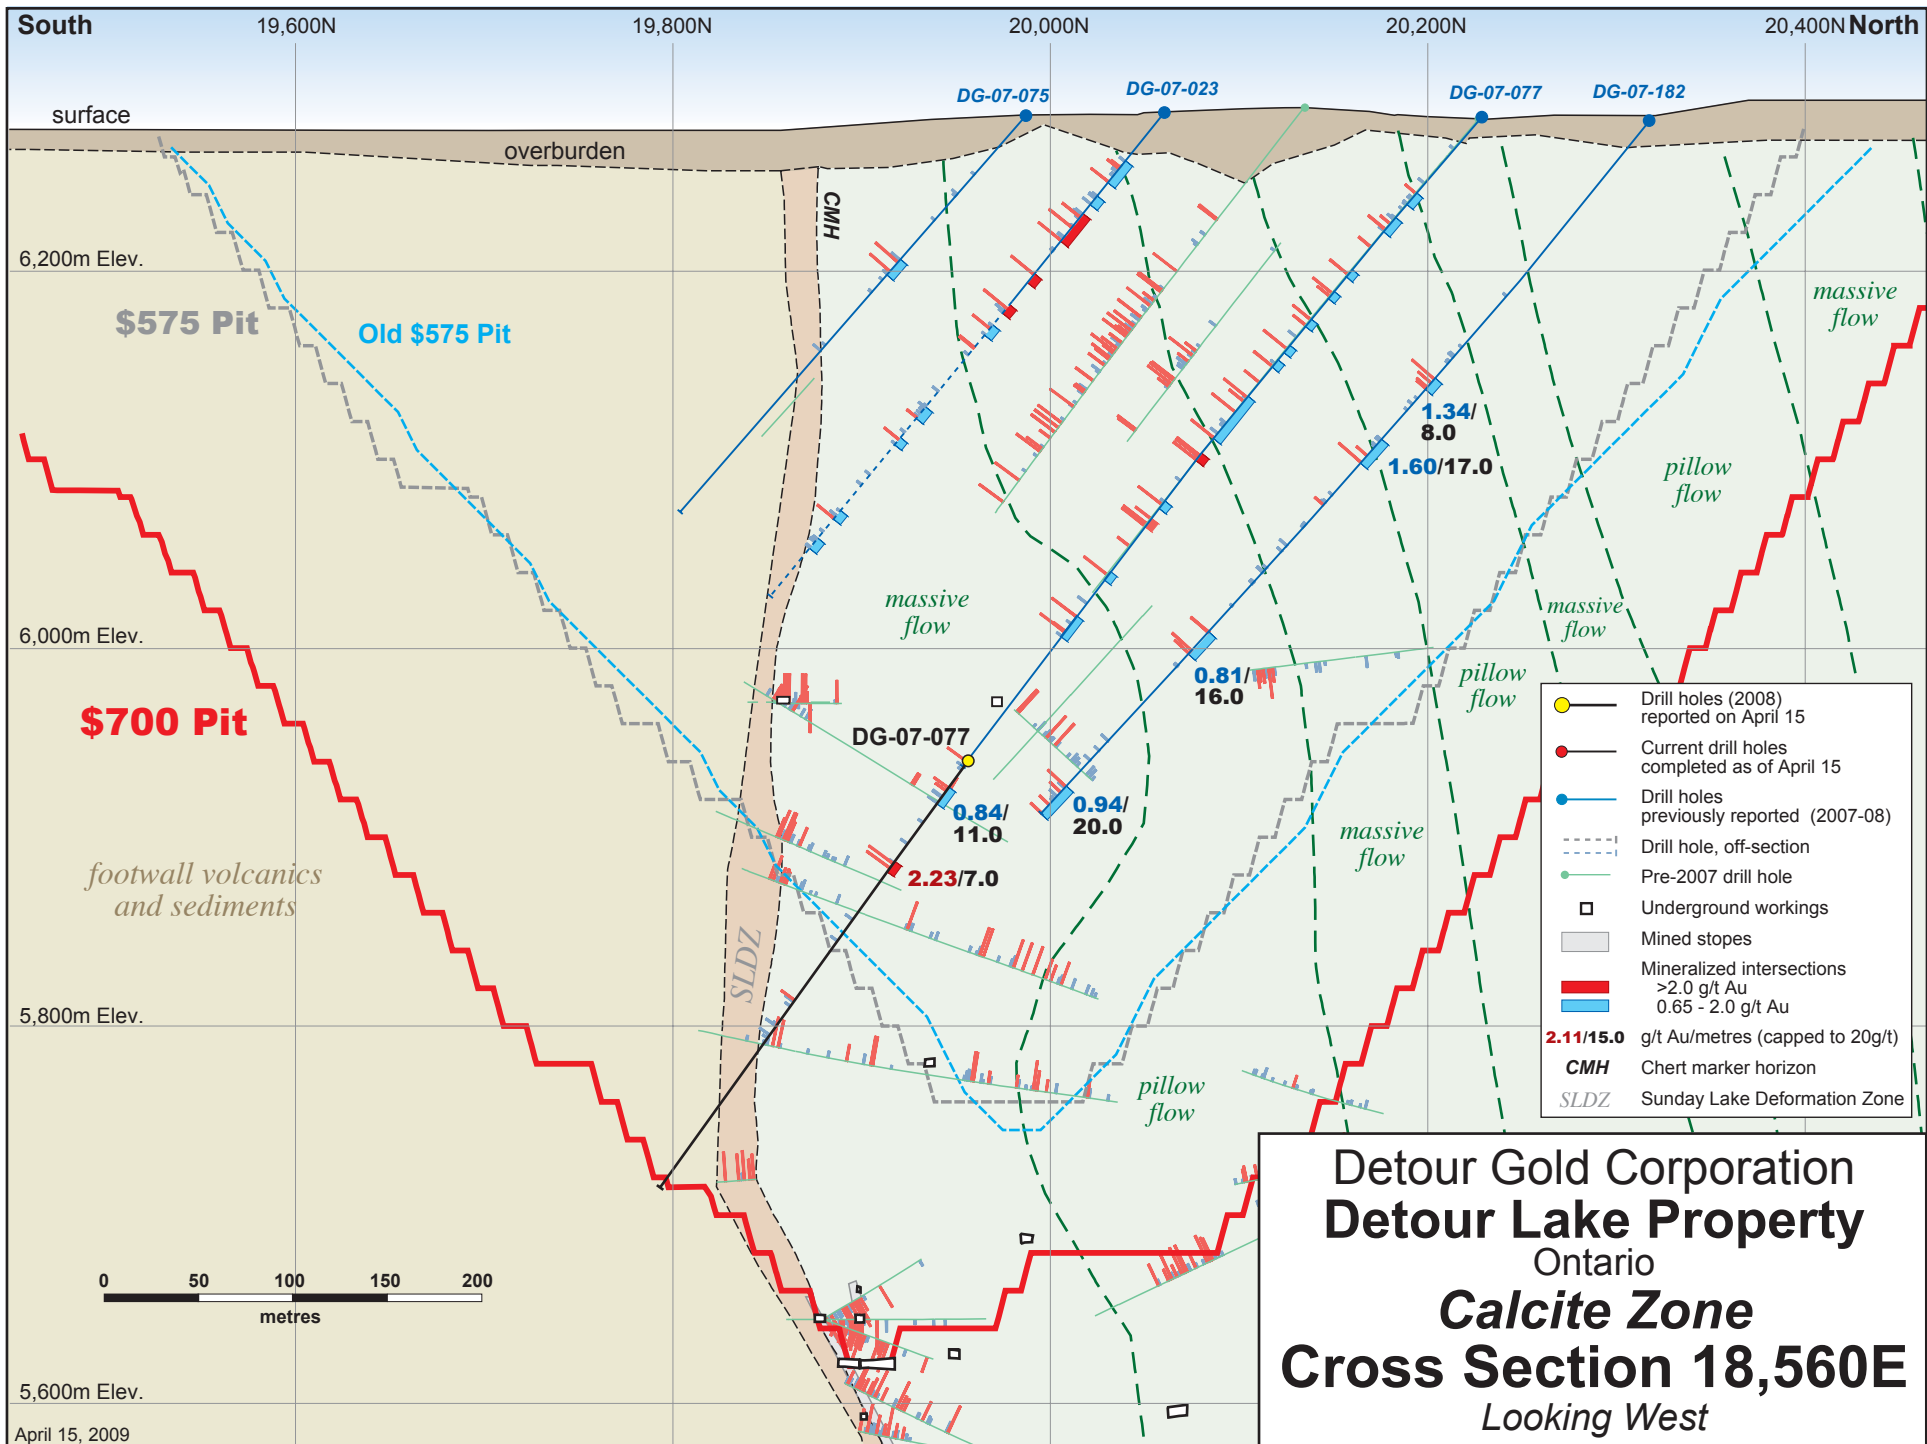 South
19,600N
19,800N
20,000N
20,200N
20,400N
North
DG-07-075
DG-07-023
DG-07-077
DG-07-182
surface
overburden
CMH
6,200m Elev.
$575 Pit
Old $575 Pit
massive
flow
1.34/
8.0
1.60/17.0
pillow
flow
massive
flow
massive
flow
6,000m Elev.
0.81/
16.0
pillow
flow
$700 Pit
DG-07-077
0.84/
11.0
0.94/
20.0
massive
flow
2.23/7.0
footwall volcanics
and sediments
SLDZ
5,800m Elev.
pillow
flow
Drill holes (2008)
reported on April 15
Current drill holes
completed as of April 15
Drill holes
previously reported (2007-08)
Drill hole, off-section
Pre-2007 drill hole
Underground workings
Mined stopes
Mineralized intersections
>2.0 g/t Au
0.65 - 2.0 g/t Au
2.11/15.0 g/t Au/metres (capped to 20g/t)
CMH Chert marker horizon
SLDZ Sunday Lake Deformation Zone
0 50 100 150 200
metres
5,600m Elev.
April 15, 2009
Detour Gold Corporation
Detour Lake Property
Ontario
Calcite Zone
Cross Section 18,560E
Looking West